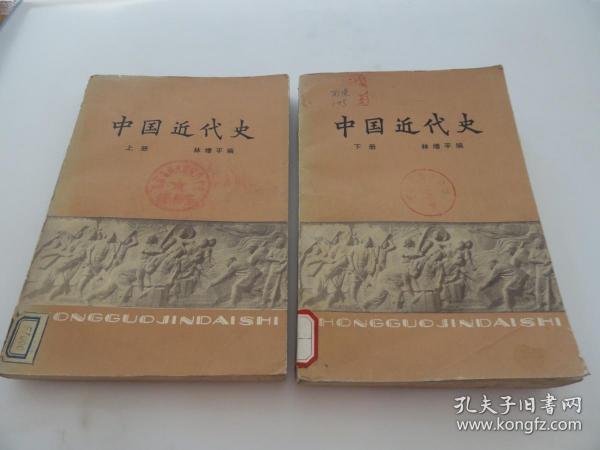 中国近代史
上册 林增平编
ONGGUOJINDAISHI
中国近代史
下册 林增平编
HONGGUOJINDAISHI
孔夫子旧书网
www.kongfz.com